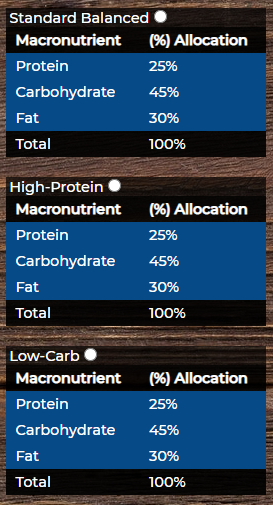 Standard Balanced
Macronutrient (%) Allocation
Protein 25%
Carbohydrate 45%
Fat 30%
Total 100%
High-Protein
Macronutrient (%) Allocation
Protein 25%
Carbohydrate 45%
Fat 30%
Total 100%
Low-Carb
Macronutrient (%) Allocation
Protein 25%
Carbohydrate 45%
Fat 30%
Total 100%